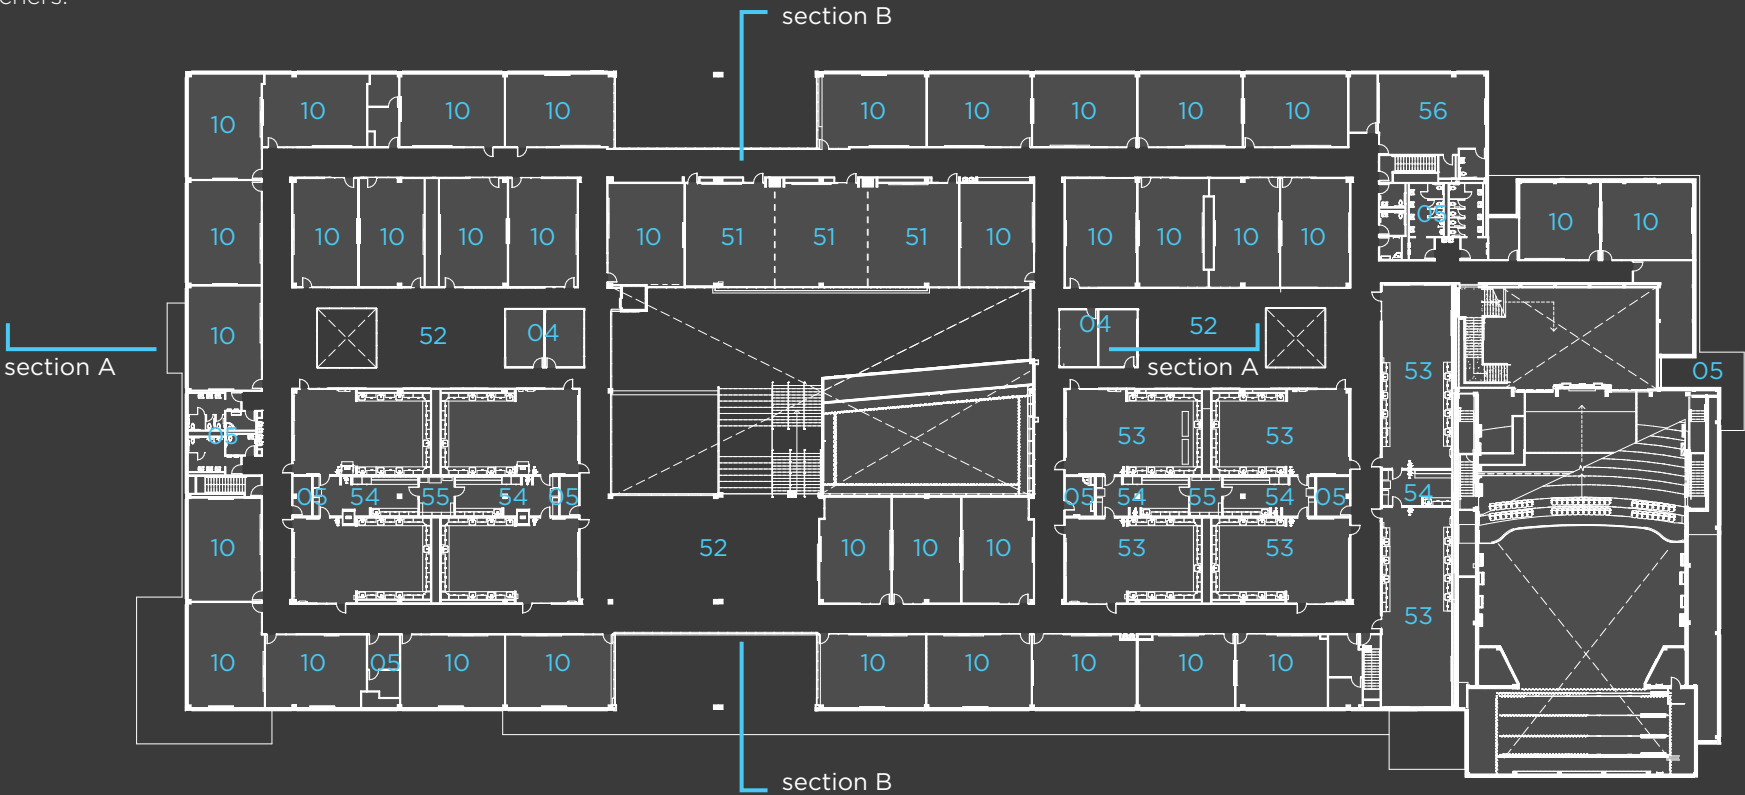 section B
10 10 10 10 10 10 10 10 56
10
05
10 10
10 10 10 10 10 10 51 51 51 10 10 10 10 10
52 04 04 52
10
section A section A
53 05
53 53
05
05 54 55 54 05 05 54 55 54 05 54
10 52 10 10 10 53 53
53
10 10 05 10 10 10 10 10 10 10
section B